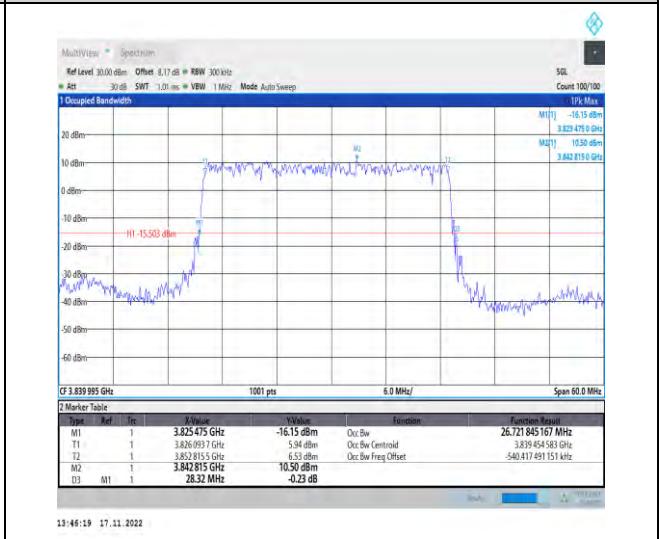 MultiView Spectrum
Ref Level 30.00 dBm Offset 8.17 dB RBW 300 kHz SGL
Att 30 dB SWT 1.01 ms VBW 1 MHz Mode Auto Sweep Count 100/100
1 Occupied Bandwidth 1Pk Max
M1[1] -16.15 dBm
3.825 475 0 GHz
M2[1] 10.50 dBm
3.842 815 0 GHz
20 dBm
M2
10 dBm
T1
T2
0 dBm
-10 dBm
M1
H1 -15.503 dBm
D3
-20 dBm
-30 dBm
-40 dBm
-50 dBm
-60 dBm
CF 3.839 995 GHz 1001 pts 6.0 MHz/ Span 60.0 MHz
2 Marker Table
Type Ref Trc X-Value Y-Value Function Function Result
M1 1 3.825 475 GHz -16.15 dBm Occ Bw 26.721 845 167 MHz
T1 1 3.826 093 7 GHz 5.94 dBm Occ Bw Centroid 3.839 454 583 GHz
T2 1 3.852 815 5 GHz 6.53 dBm Occ Bw Freq Offset -540.417 491 151 kHz
M2 1 3.842 815 GHz 10.50 dBm
D3 M1 1 28.32 MHz -0.23 dB
13:46:19 17.11.2022